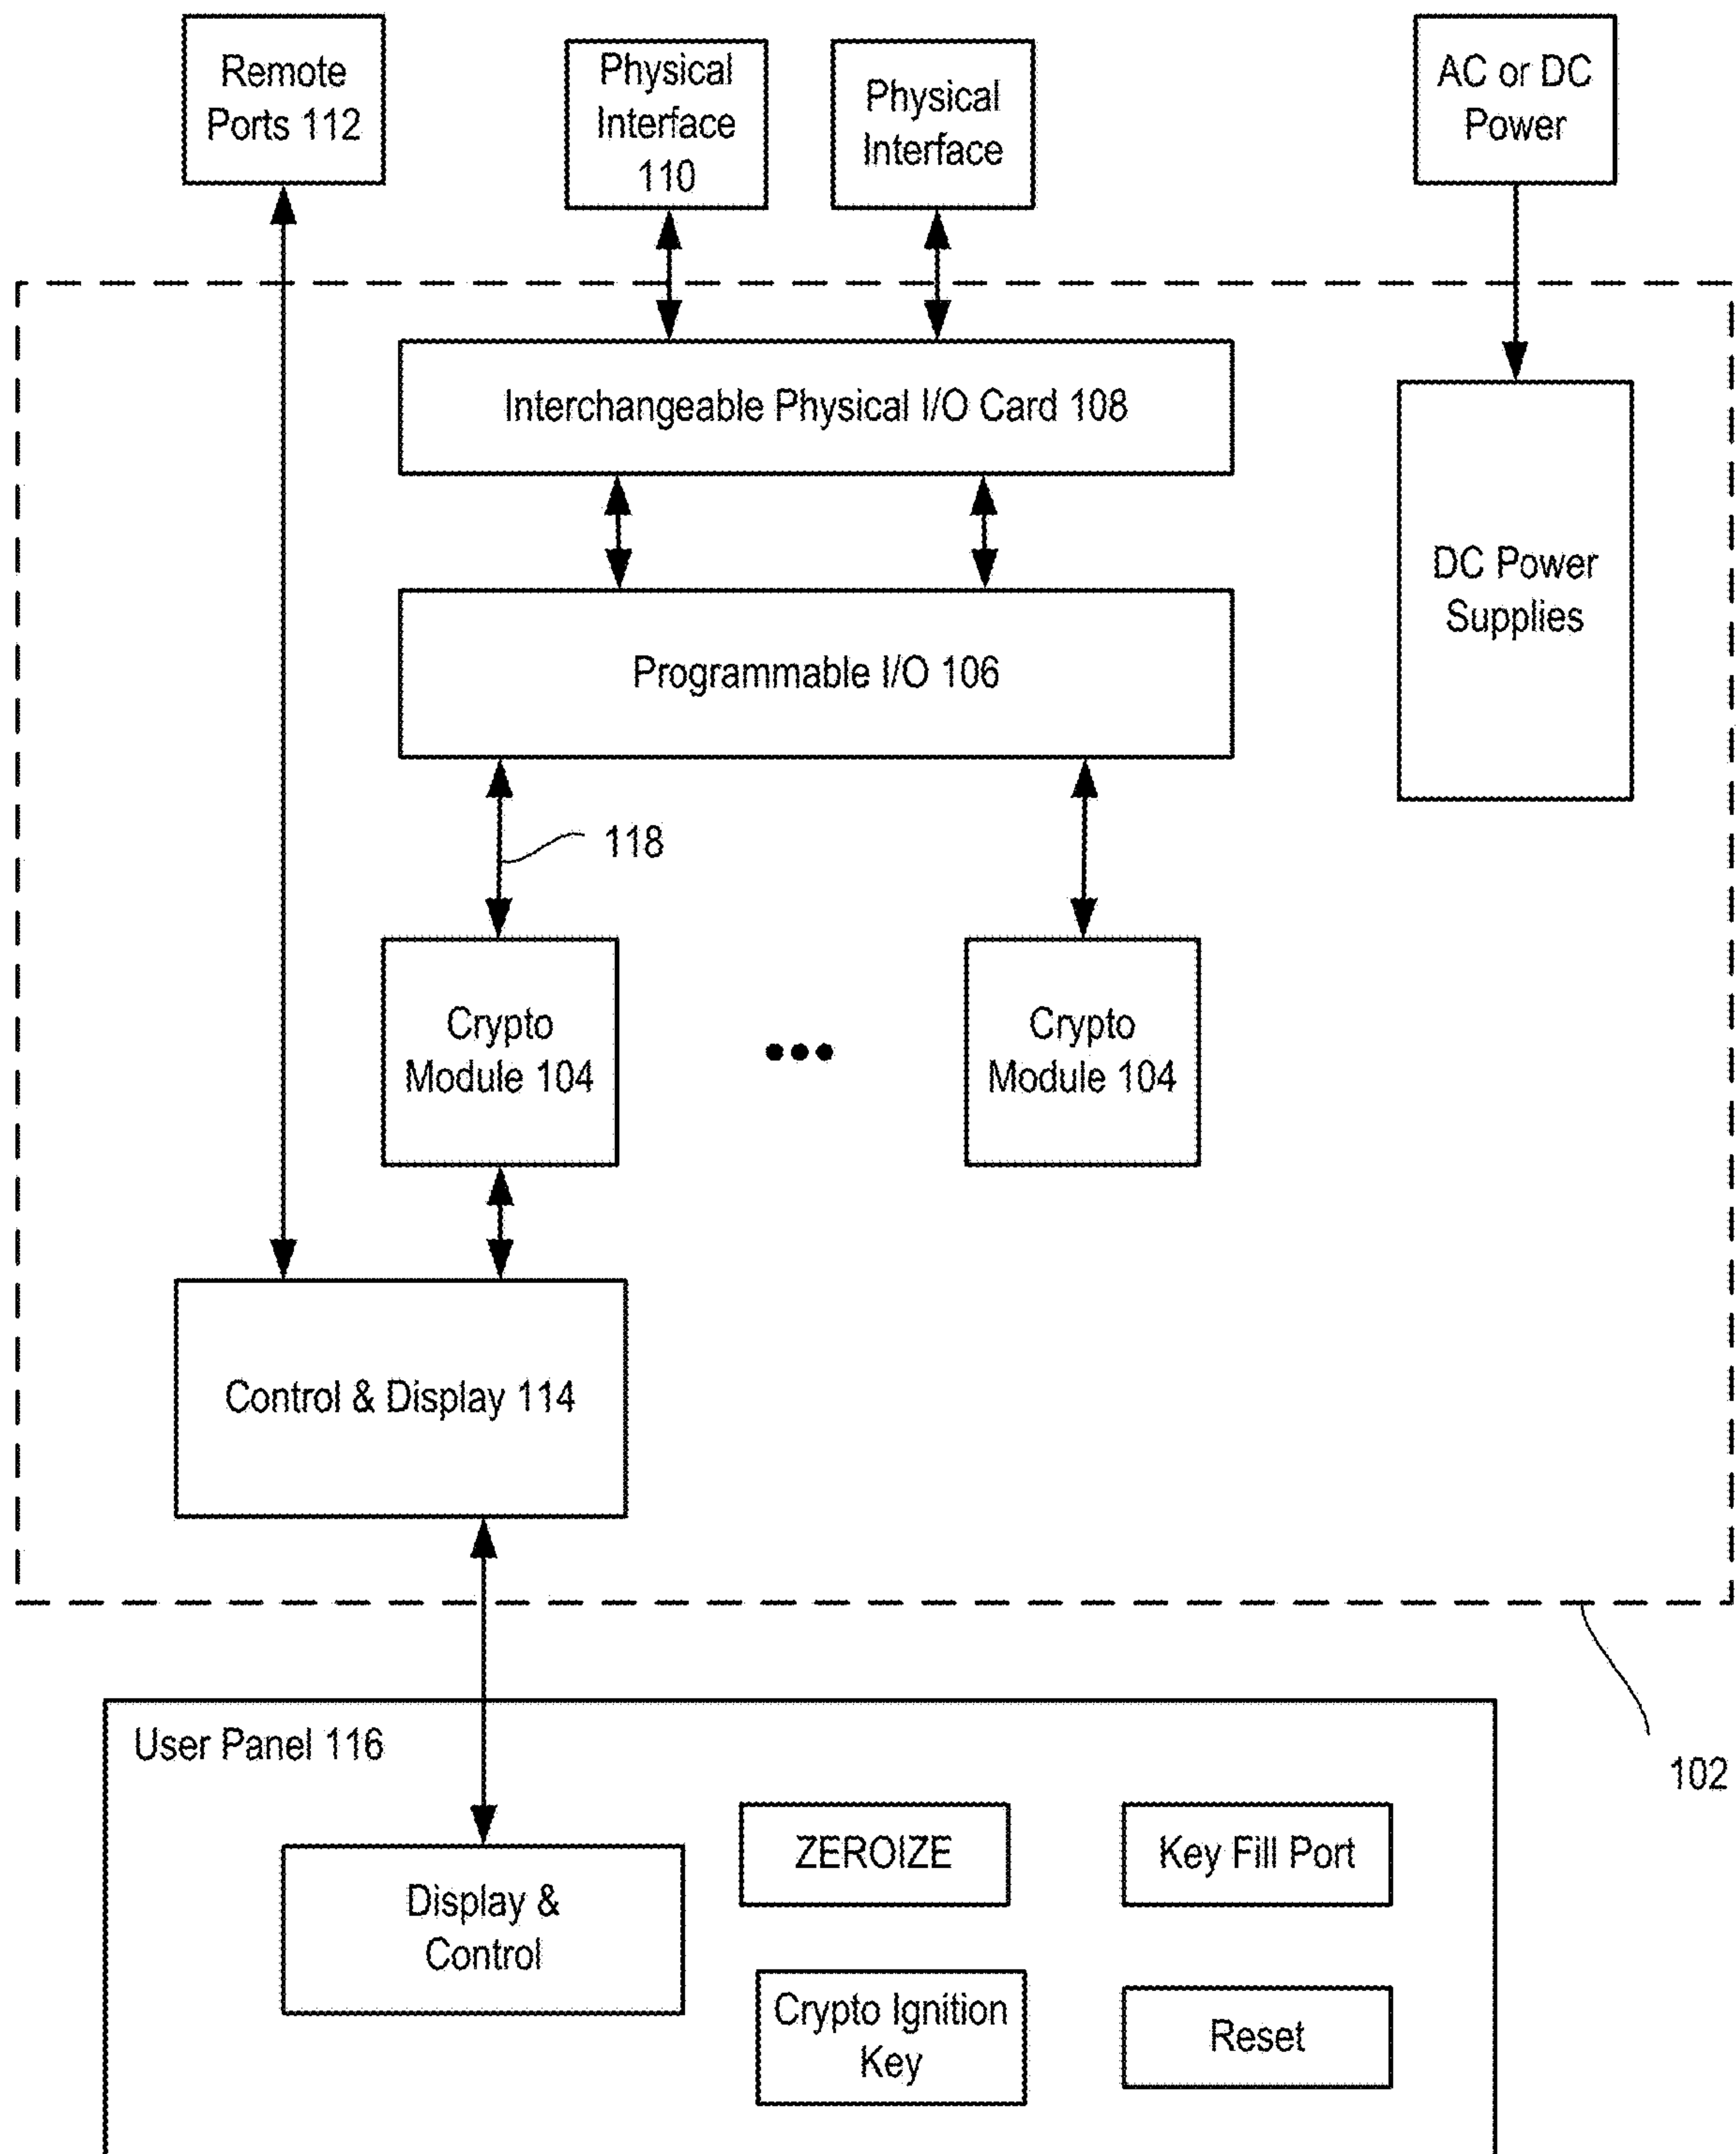 Remote
Ports 112
Physical
Interface
110
Physical
Interface
AC or DC
Power
Interchangeable Physical I/O Card 108
DC Power
Supplies
Programmable I/O 106
118
Crypto
Module 104
Crypto
Module 104
Control & Display 114
102
User Panel 116
ZEROIZE
Key Fill Port
Display &
Control
Crypto Ignition
Key
Reset